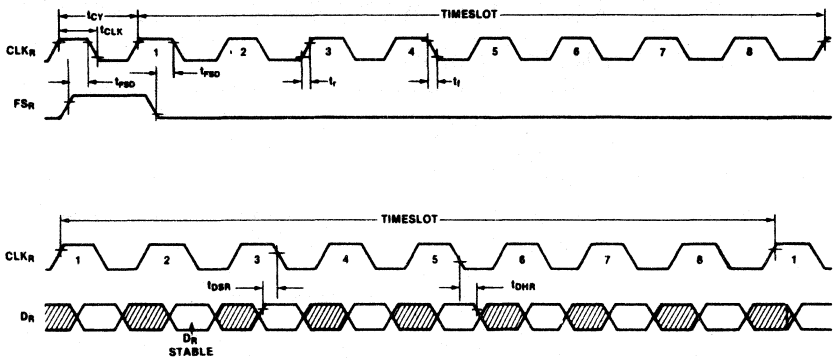 tCY
TIMESLOT
tCLK
CLKR
1 2 3 4 5 6 7 8
tFSD tFSD tr tf
FSR
TIMESLOT
CLKR
1 2 3 4 5 6 7 8 1
tDSR tDHR
DR
DR
STABLE